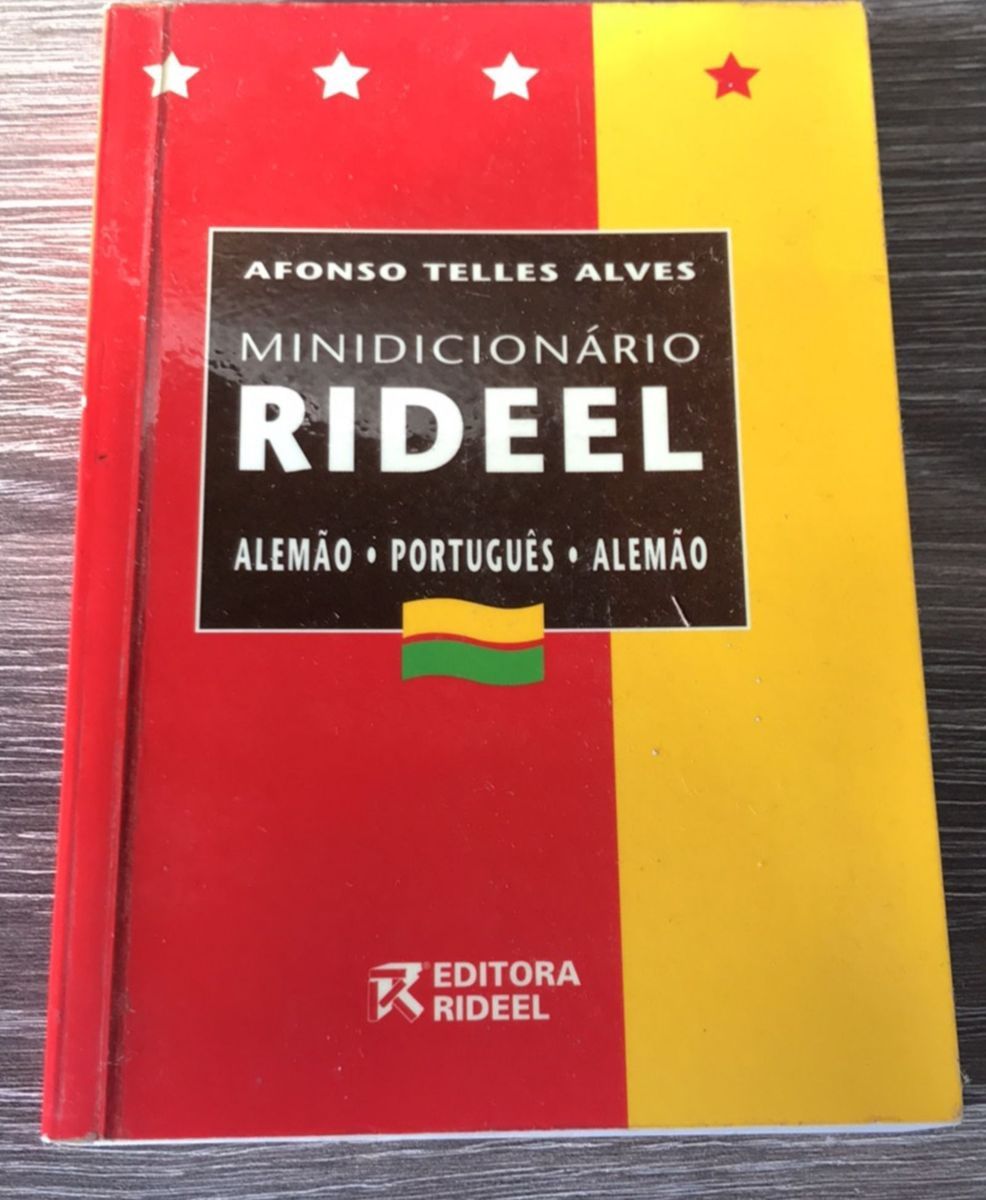 AFONSO TELLES ALVES
MINIDICIONÁRIO
RIDEEL
ALEMÃO • PORTUGUÊS • ALEMÃO
EDITORA
RIDEEL